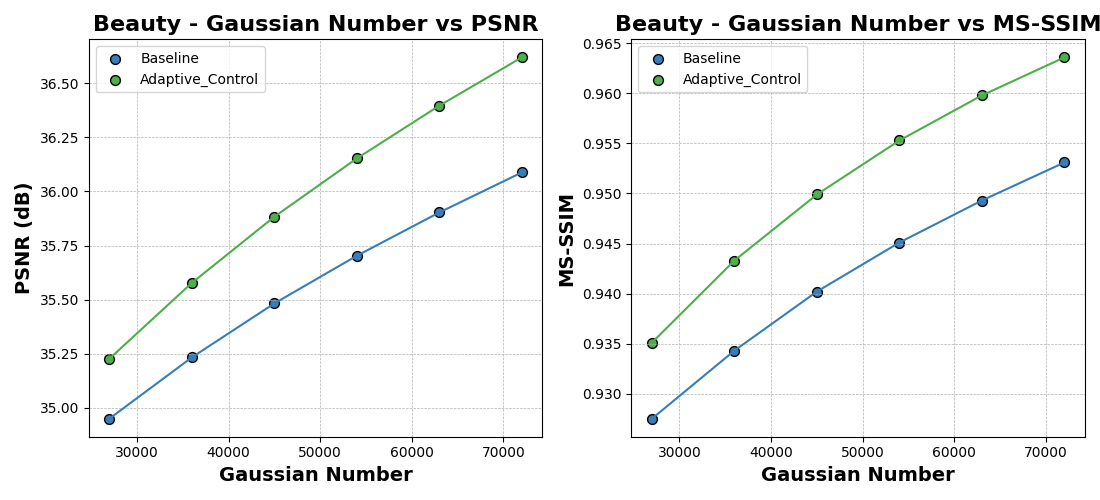 Beauty - Gaussian Number vs PSNR
Baseline
Adaptive_Control
36.50
36.25
36.00
35.75
35.50
35.25
35.00
PSNR (dB)
30000 40000 50000 60000 70000
Gaussian Number
Beauty - Gaussian Number vs MS-SSIM
Baseline
Adaptive_Control
0.965
0.960
0.955
0.950
0.945
0.940
0.935
0.930
MS-SSIM
30000 40000 50000 60000 70000
Gaussian Number